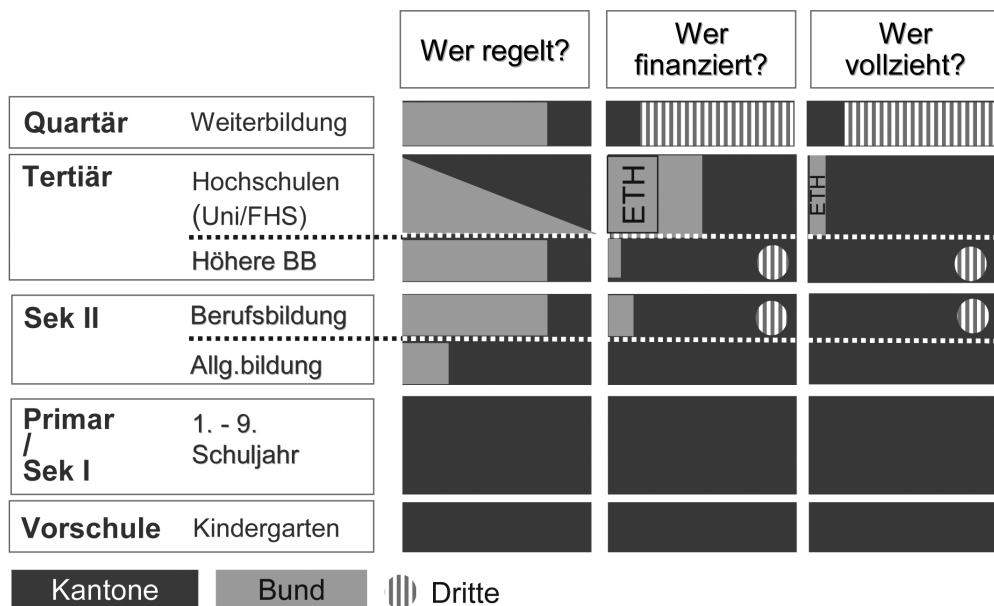 Wer regelt?
Wer
finanziert?
Wer
vollzieht?
Quartär Weiterbildung
Tertiär
Hochschulen
(Uni/FHS)
ETH
ETH
Höhere BB
Sek II
Berufsbildung
Allg.bildung
Primar
/
Sek I
1. - 9.
Schuljahr
Vorschule Kindergarten
Kantone
Bund
Dritte